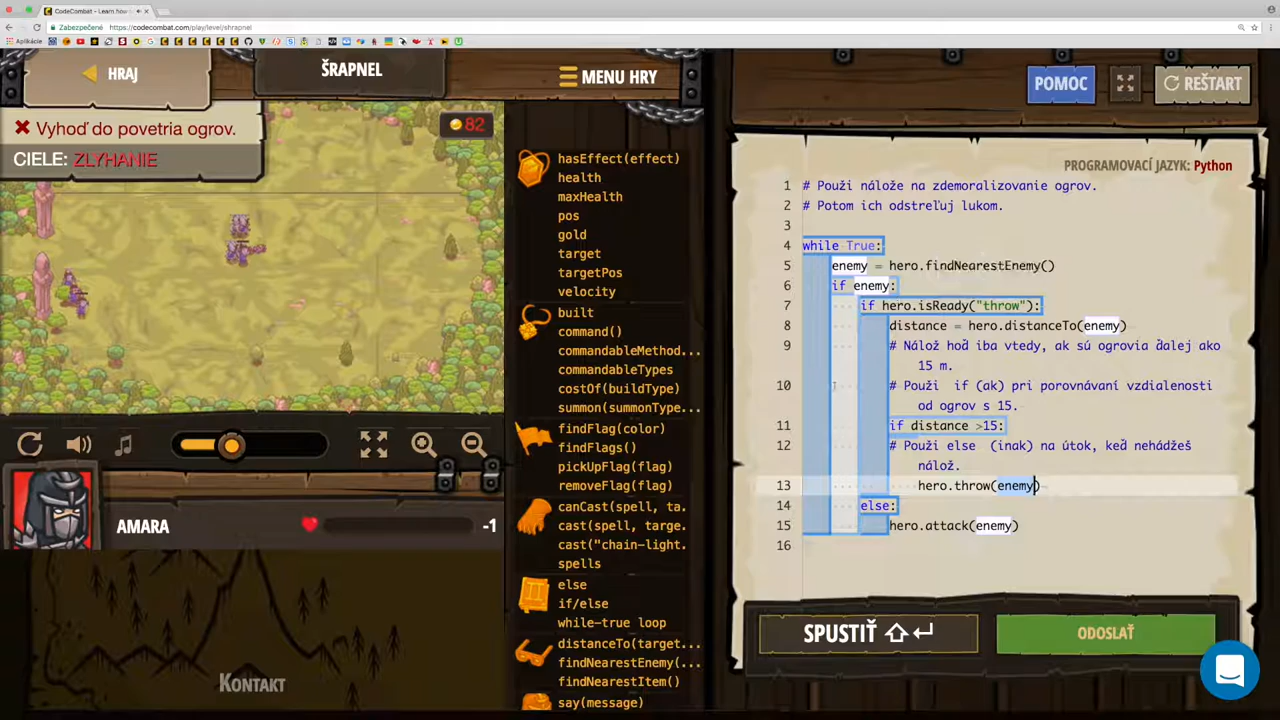 CodeCombat - Learn how
Zabezpečené https://codecombat.com/play/level/shrapnel
Aplikácie
HRAJ
ŠRAPNEL
MENU HRY
POMOC
REŠTART
✖ Vyhoď do povetria ogrov.
82
CIELE: ZLYHANIE
AMARA
-1
KONTAKT
hasEffect(effect)
health
maxHealth
pos
gold
target
targetPos
velocity
built
command()
commandableMethod...
commandableTypes
costOf(buildType)
summon(summonType...
findFlag(color)
findFlags()
pickUpFlag(flag)
removeFlag(flag)
canCast(spell, ta.
cast(spell, targe.
cast("chain-light.
spells
else
if/else
while-true loop
distanceTo(target...
findNearestEnemy(...
findNearestItem()
say(message)
PROGRAMOVACÍ JAZYK: Python
1 # Použi nálože na zdemoralizovanie ogrov.
2 # Potom ich odstreľuj lukom.
3
4 while True:
5 enemy = hero.findNearestEnemy()
6 if enemy:
7 if hero.isReady("throw"):
8 distance = hero.distanceTo(enemy)
9 # Nálož hoď iba vtedy, ak sú ogrovia ďalej ako
15 m.
10 # Použi if (ak) pri porovnávaní vzdialenosti
od ogrov s 15.
11 if distance >15:
12 # Použi else (inak) na útok, keď nehádžeš
nálož.
13 hero.throw(enemy)
14 else:
15 hero.attack(enemy)
16
SPUSTIŤ
ODOSLAŤ